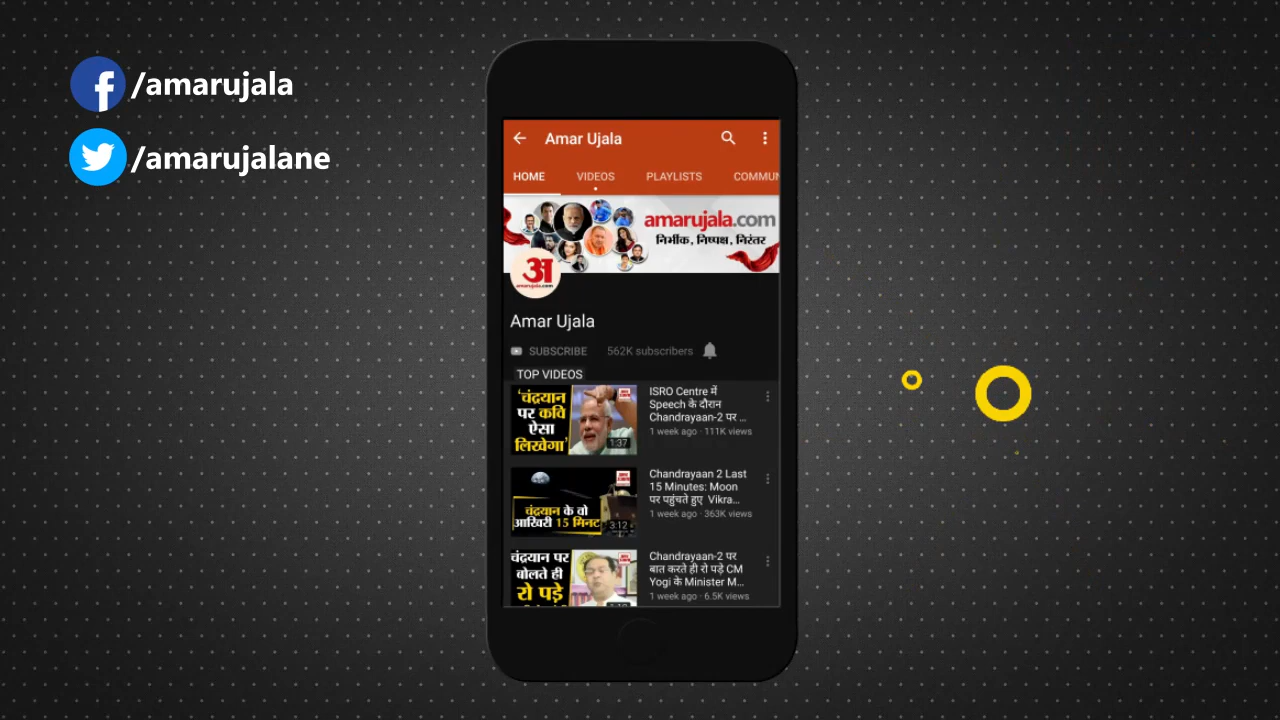 /amarujala
/amarujalane
Amar Ujala
HOME VIDEOS PLAYLISTS COMMUN
amarujala.com
निर्भीक, निष्पक्ष, निरंतर
अ
amarujala.com
Amar Ujala
SUBSCRIBE 562K subscribers
TOP VIDEOS
'चंद्रयान
पर कवि
ऐसा
लिखेगा'
1:37
ISRO Centre में
Speech के दौरान
Chandrayaan-2 पर ...
1 week ago · 111K views
चंद्रयान के वो
आखिरी 15 मिनट
3:12
Chandrayaan 2 Last
15 Minutes: Moon
पर पहुंचते हुए Vikra...
1 week ago · 363K views
चंद्रयान पर
बोलते ही
रो पड़े
Chandrayaan-2 पर
बात करते ही रो पड़े CM
Yogi के Minister M...
1 week ago · 6.5K views